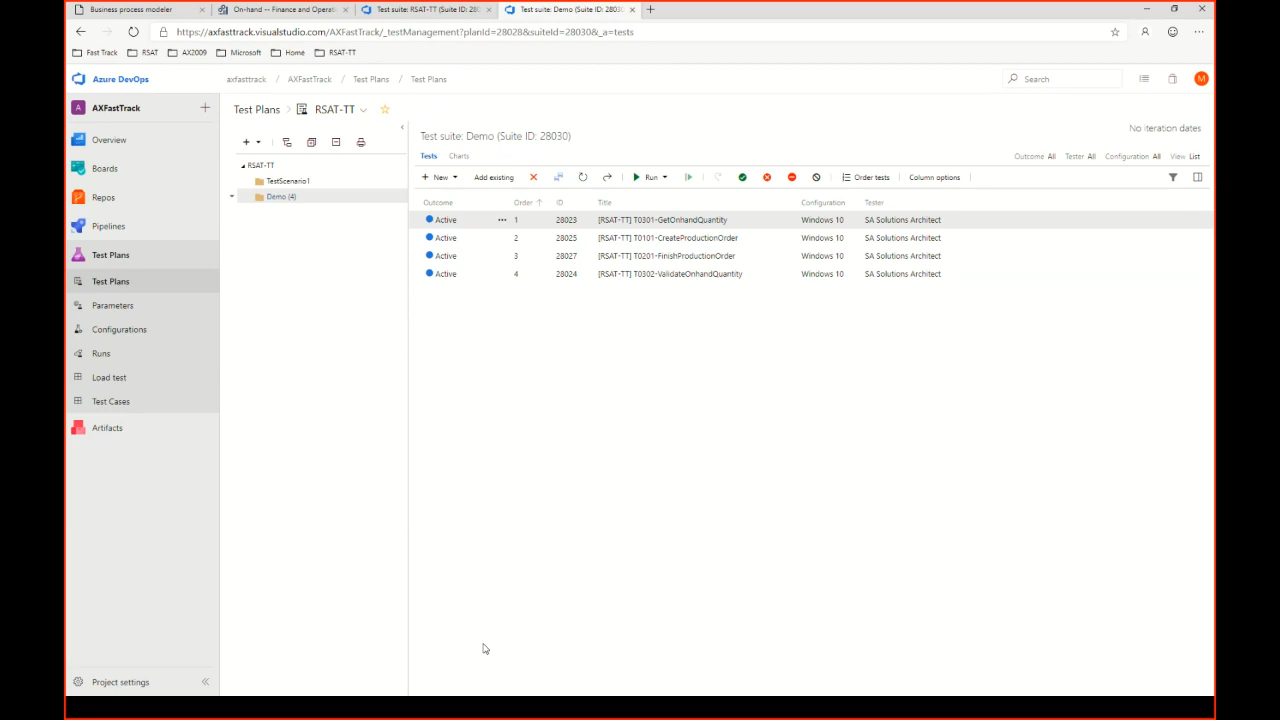 Business process modeler
On-hand -- Finance and Operati
Test suite: RSAT-TT (Suite ID: 280
Test suite: Demo (Suite ID: 28030
https://axfasttrack.visualstudio.com/AXFastTrack/_testManagement?planId=28028&suiteId=28030&_a=tests
Fast Track
RSAT
AX2009
Microsoft
Home
RSAT-TT
Azure DevOps
axfasttrack / AXFastTrack / Test Plans / Test Plans
Search
M
A AXFastTrack
Overview
Boards
Repos
Pipelines
Test Plans
Test Plans
Parameters
Configurations
Runs
Load test
Test Cases
Artifacts
Project settings
Test Plans > RSAT-TT
RSAT-TT
TestScenario1
Demo (4)
Test suite: Demo (Suite ID: 28030)
No iteration dates
Tests Charts
Outcome All Tester All Configuration All View List
New Add existing Run Order tests Column options
Outcome Order ID Title Configuration Tester
Active 1 28023 [RSAT-TT] T0301-GetOnhandQuantity Windows 10 SA Solutions Architect
Active 2 28025 [RSAT-TT] T0101-CreateProductionOrder Windows 10 SA Solutions Architect
Active 3 28027 [RSAT-TT] T0201-FinishProductionOrder Windows 10 SA Solutions Architect
Active 4 28024 [RSAT-TT] T0302-ValidateOnhandQuantity Windows 10 SA Solutions Architect